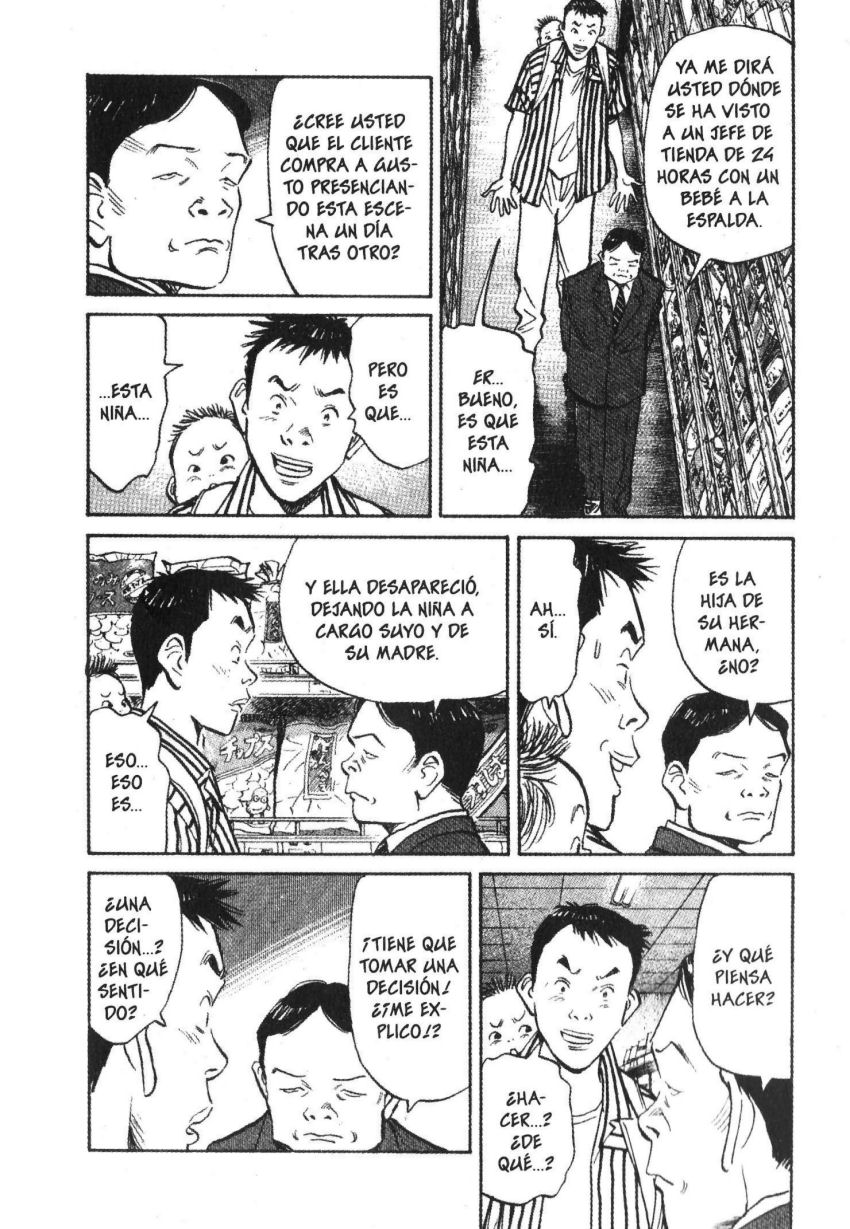 YA ME DIRÁ
USTED DÓNDE
SE HA VISTO
A UN JEFE DE
TIENDA DE 24
HORAS CON UN
BEBÉ A LA
ESPALDA.
ER...
BUENO,
ES QUE
ESTA
NIÑA...
¿CREE USTED
QUE EL CLIENTE
COMPRA A GUS-
TO PRESENCIAN-
DO ESTA ESCE-
NA UN DÍA
TRAS OTRO?
PERO
ES
QUE...
...ESTA
NIÑA...
ES LA
HIJA DE
SU HER-
MANA,
¿NO?
AH...
SÍ.
Y ELLA DESAPARECIÓ,
DEJANDO LA NIÑA A
CARGO SUYO Y DE
SU MADRE.
チップス
ESO...
ESO
ES...
¿Y QUÉ
PIENSA
HACER?
¿HA-
CER...?
¿DE
QUÉ...?
¡TIENE QUE
TOMAR UNA
DECISIÓN!
¿¡ME EX-
PLICO!?
¿UNA
DECI-
SIÓN...?
¿EN QUÉ
SENTI-
DO?